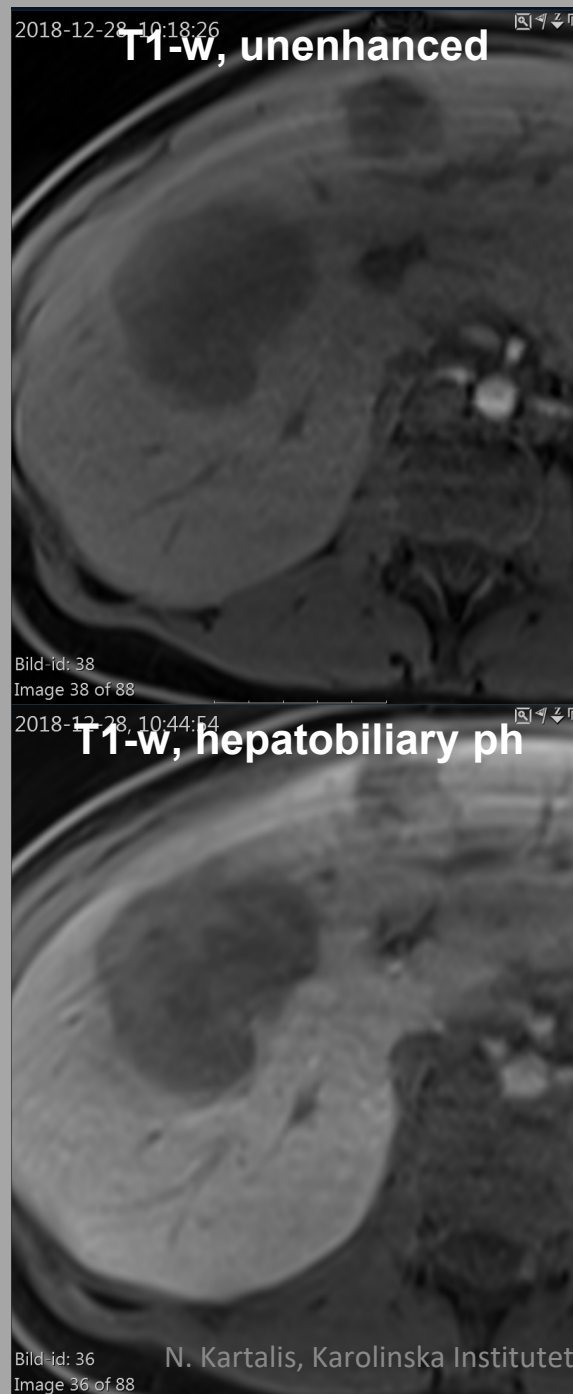 2018-12-28, 10:18:26
T1-w, unenhanced
Bild-id: 38
Image 38 of 88
2018-12-28, 10:44:54
T1-w, hepatobiliary ph
Bild-id: 36
N. Kartalis, Karolinska Institutet
Image 36 of 88